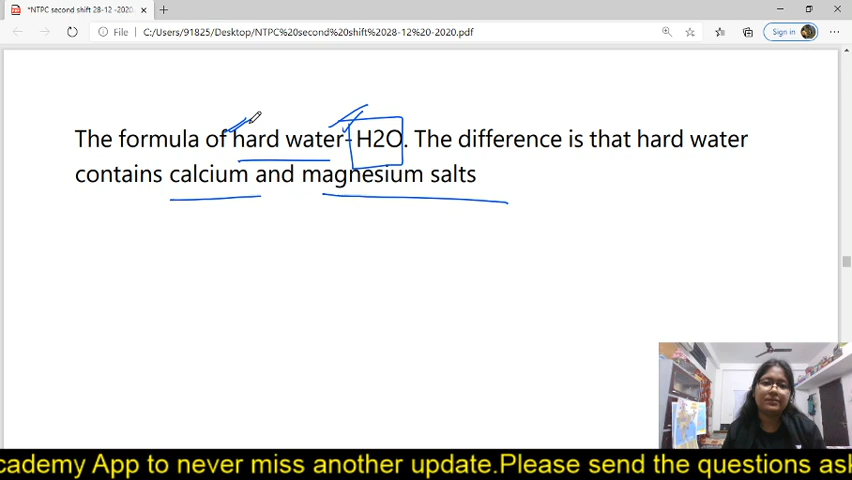 *NTPC second shift 28-12 -2020.
File
C:/Users/91825/Desktop/NTPC%20second%20shift%2028-12%20-2020.pdf
Sign in
The formula of hard water- H2O. The difference is that hard water
contains calcium and magnesium salts
cademy App to never miss another update.Please send the questions ask